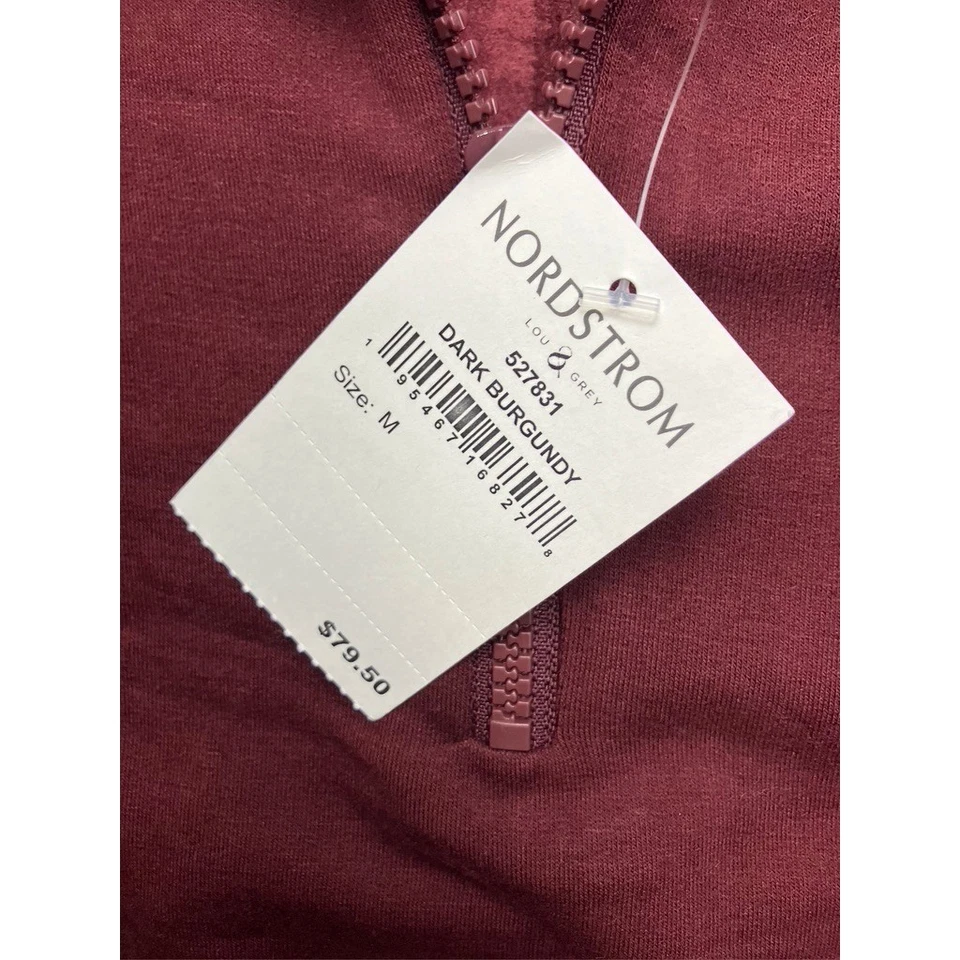 NORDSTROM
LOU & GREY
527831
DARK BURGUNDY
1 95467 16827 8
Size: M
$79.50